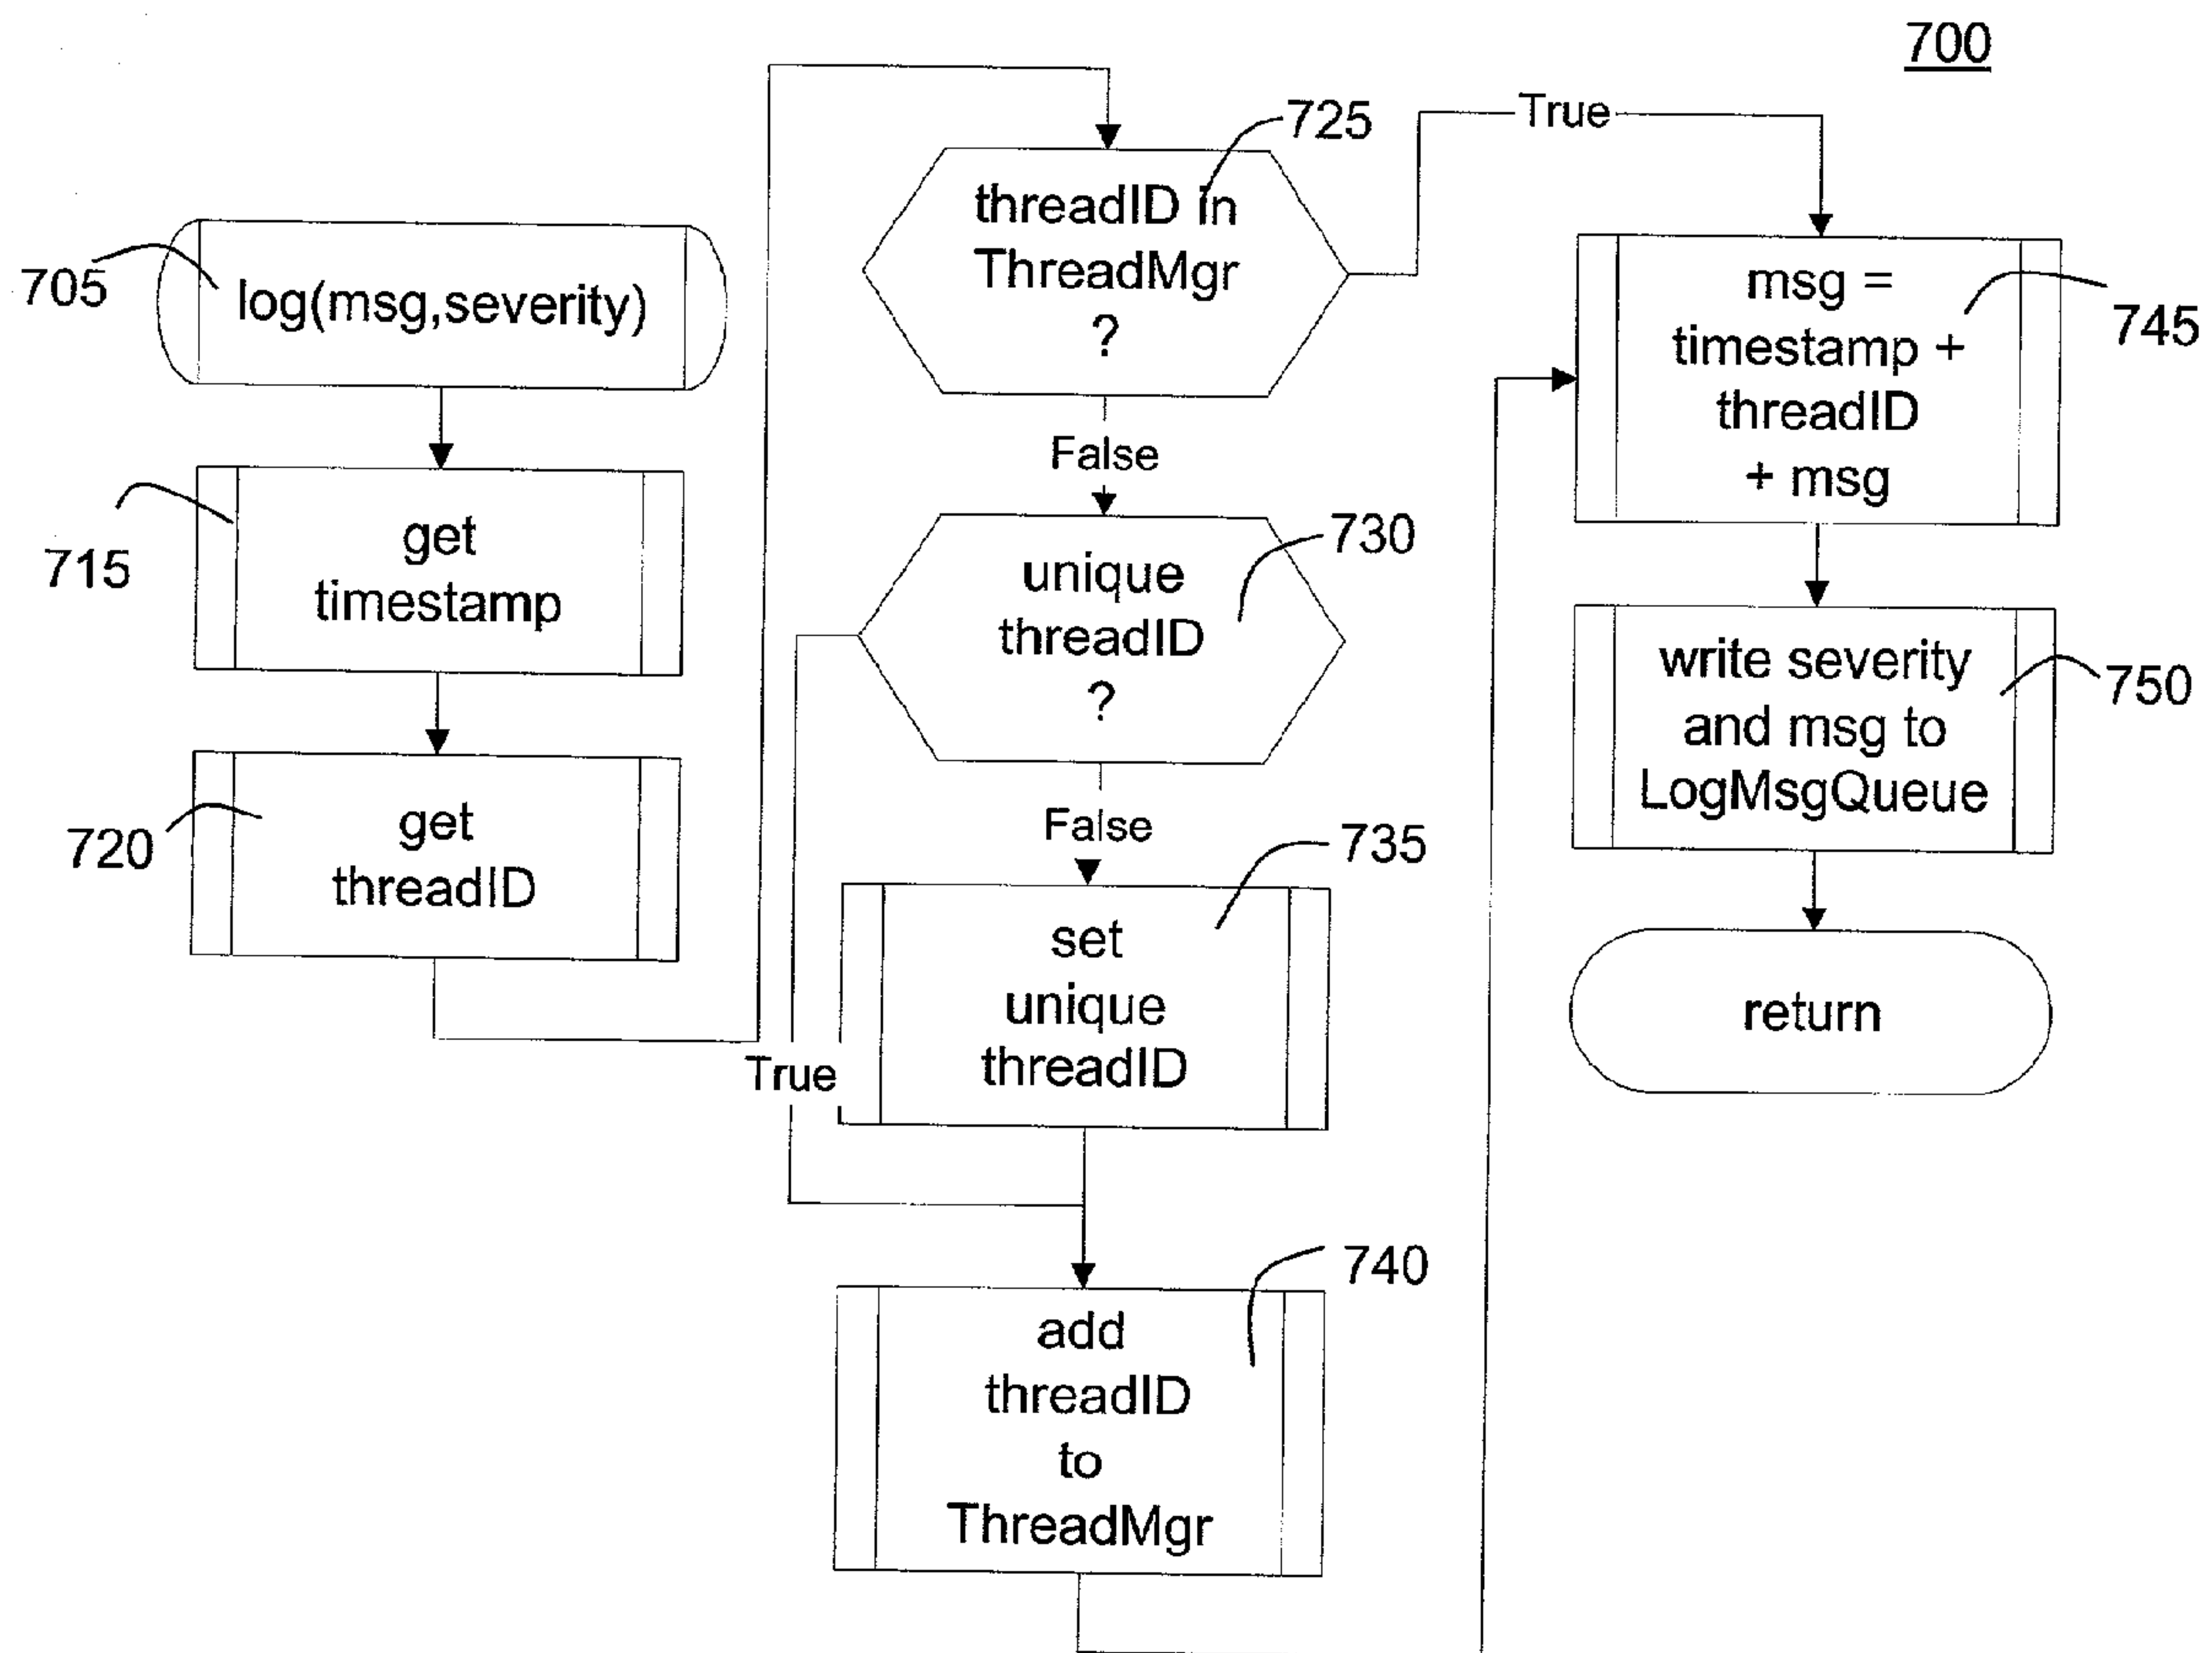 700
705
log(msg,severity)
715
get
timestamp
720
get
threadID
725
threadID in
ThreadMgr
?
True
False
730
unique
threadID
?
True
False
735
set
unique
threadID
740
add
threadID
to
ThreadMgr
745
msg =
timestamp +
threadID
+ msg
750
write severity
and msg to
LogMsgQueue
return